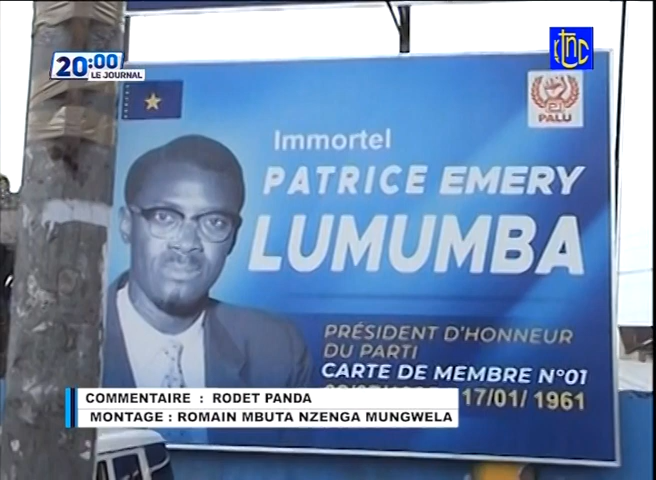 20:00
LE JOURNAL
rtnc
PALU
Immortel
PATRICE EMERY
LUMUMBA
PRÉSIDENT D'HONNEUR
DU PARTI
CARTE DE MEMBRE N°01
17/01/ 1961
COMMENTAIRE : RODET PANDA
MONTAGE : ROMAIN MBUTA NZENGA MUNGWELA